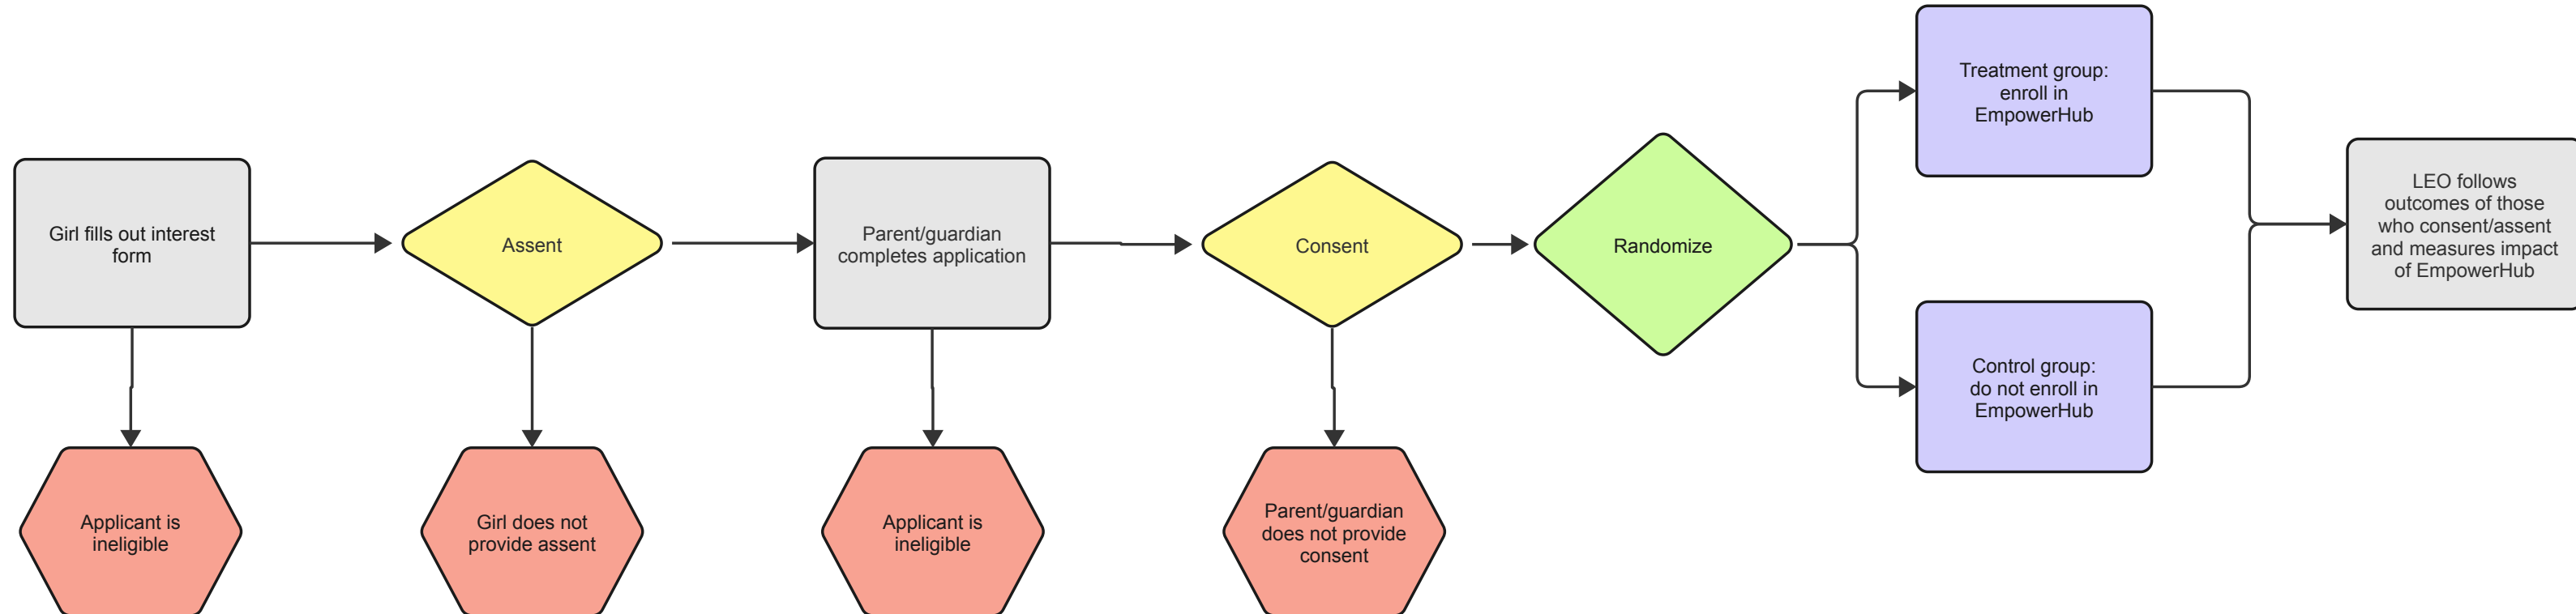 Girl fills out interest
form
Assent
Parent/guardian
completes application
Consent
Randomize
Treatment group:
enroll in
EmpowerHub
Control group:
do not enroll in
EmpowerHub
LEO follows
outcomes of those
who consent/assent
and measures impact
of EmpowerHub
Applicant is
ineligible
Girl does not
provide assent
Applicant is
ineligible
Parent/guardian
does not provide
consent